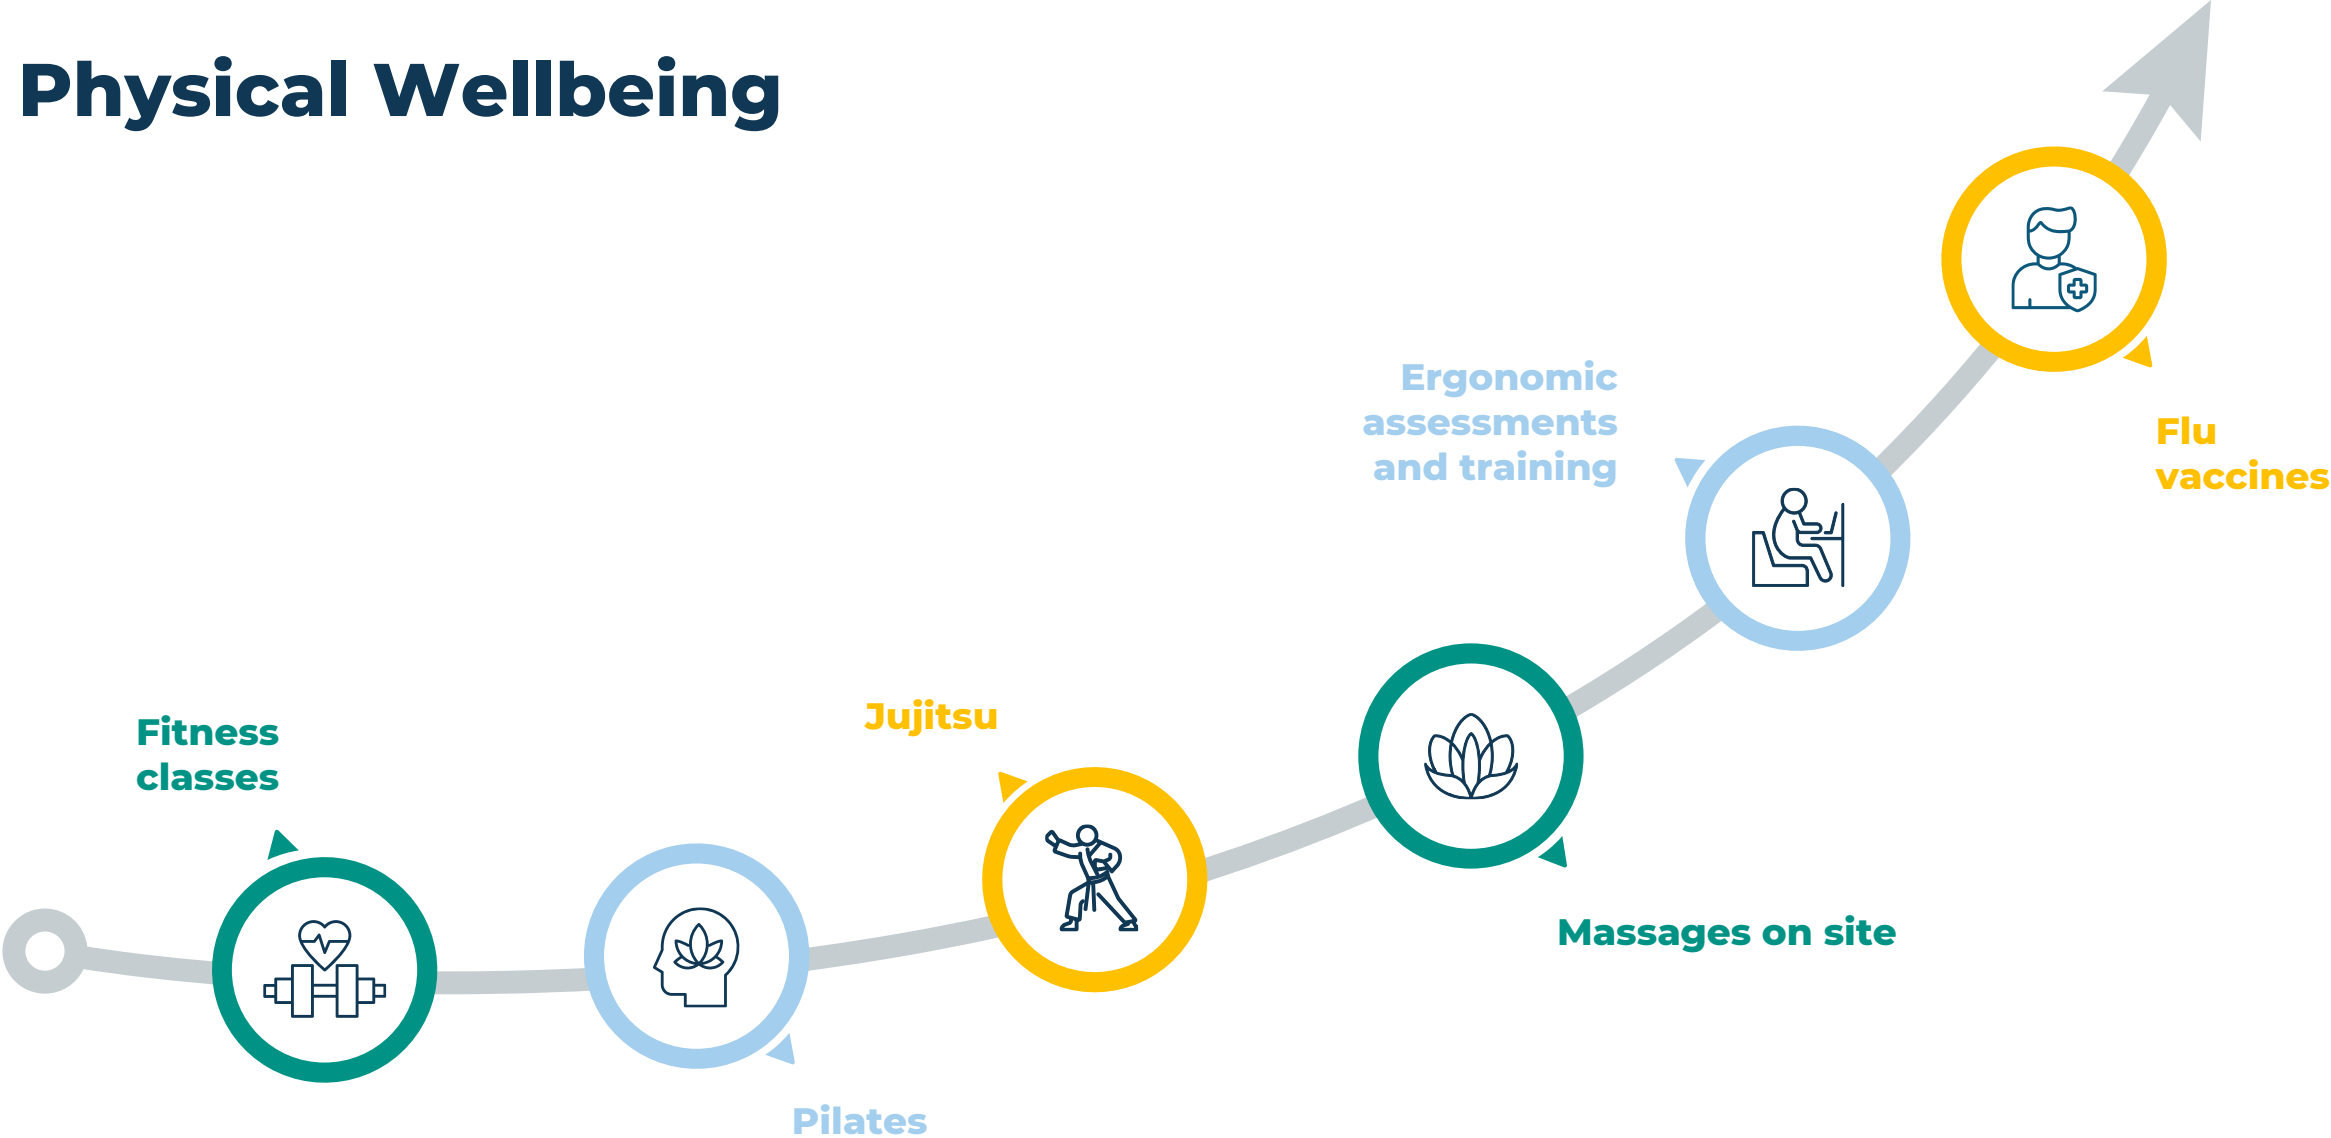 Physical Wellbeing
Fitness
classes
Pilates
Jujitsu
Massages on site
Ergonomic
assessments
and training
Flu
vaccines